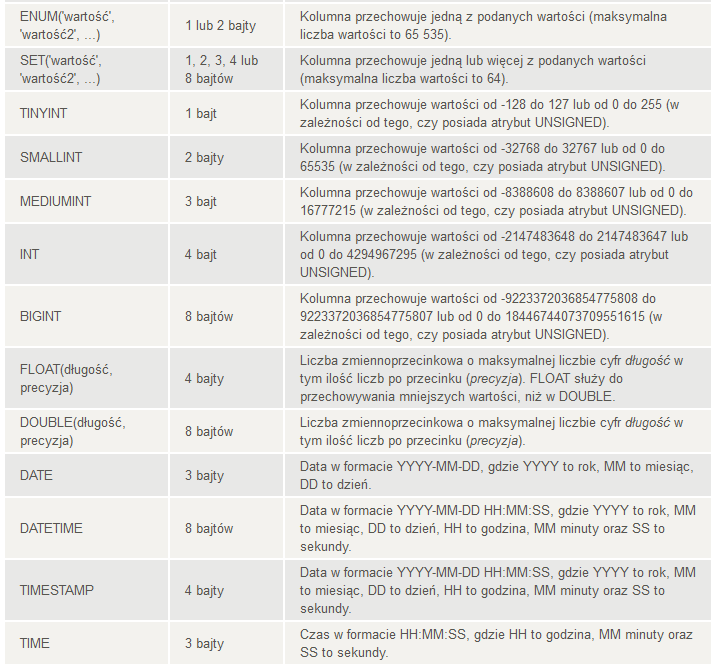 ENUM('wartość',
'wartość2', ...)
1 lub 2 bajty
Kolumna przechowuje jedną z podanych wartości (maksymalna
liczba wartości to 65 535).
SET('wartość',
'wartość2', ...)
1, 2, 3, 4 lub
8 bajtów
Kolumna przechowuje jedną lub więcej z podanych wartości
(maksymalna liczba wartości to 64).
TINYINT
1 bajt
Kolumna przechowuje wartości od -128 do 127 lub od 0 do 255 (w
zależności od tego, czy posiada atrybut UNSIGNED).
SMALLINT
2 bajty
Kolumna przechowuje wartości od -32768 do 32767 lub od 0 do
65535 (w zależności od tego, czy posiada atrybut UNSIGNED).
MEDIUMINT
3 bajt
Kolumna przechowuje wartości od -8388608 do 8388607 lub od 0 do
16777215 (w zależności od tego, czy posiada atrybut UNSIGNED).
INT
4 bajt
Kolumna przechowuje wartości od -2147483648 do 2147483647 lub
od 0 do 4294967295 (w zależności od tego, czy posiada atrybut
UNSIGNED).
BIGINT
8 bajtów
Kolumna przechowuje wartości od -9223372036854775808 do
9223372036854775807 lub od 0 do 18446744073709551615 (w
zależności od tego, czy posiada atrybut UNSIGNED).
FLOAT(długość,
precyzja)
4 bajty
Liczba zmiennoprzecinkowa o maksymalnej liczbie cyfr długość w
tym ilość liczb po przecinku (precyzja). FLOAT służy do
przechowywania mniejszych wartości, niż w DOUBLE.
DOUBLE(długość,
precyzja)
8 bajtów
Liczba zmiennoprzecinkowa o maksymalnej liczbie cyfr długość w
tym ilość liczb po przecinku (precyzja).
DATE
3 bajty
Data w formacie YYYY-MM-DD, gdzie YYYY to rok, MM to miesiąc,
DD to dzień.
DATETIME
8 bajtów
Data w formacie YYYY-MM-DD HH:MM:SS, gdzie YYYY to rok, MM
to miesiąc, DD to dzień, HH to godzina, MM minuty oraz SS to
sekundy.
TIMESTAMP
4 bajty
Data w formacie YYYY-MM-DD HH:MM:SS, gdzie YYYY to rok, MM
to miesiąc, DD to dzień, HH to godzina, MM minuty oraz SS to
sekundy.
TIME
3 bajty
Czas w formacie HH:MM:SS, gdzie HH to godzina, MM minuty oraz
SS to sekundy.